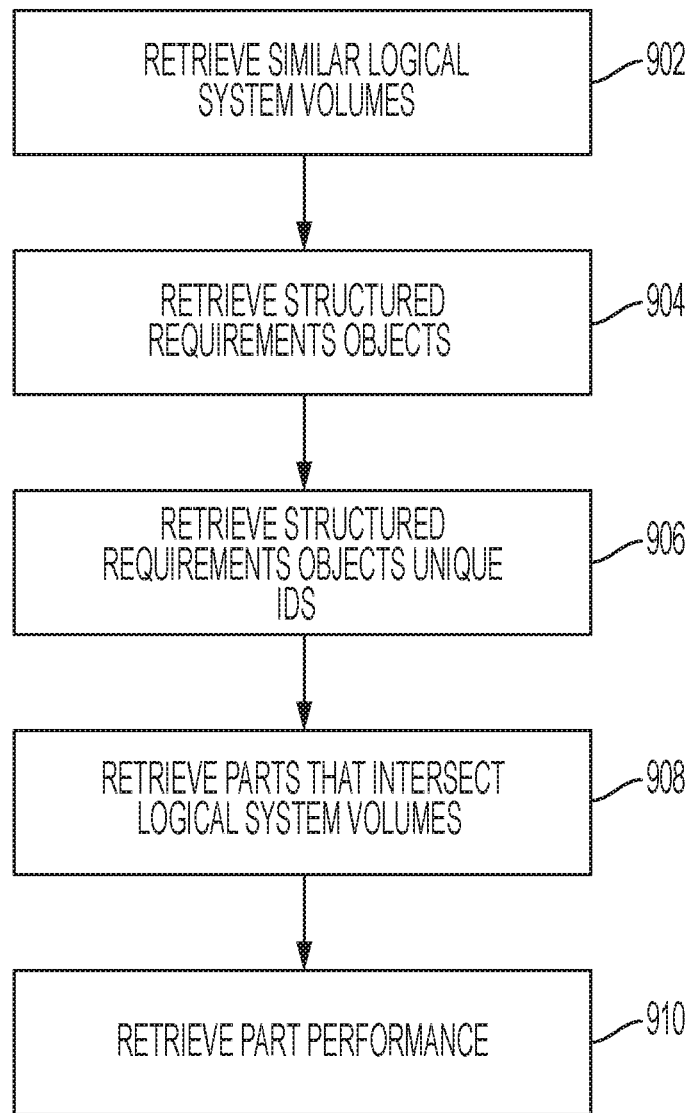 RETRIEVE SIMILAR LOGICAL
SYSTEM VOLUMES
902
RETRIEVE STRUCTURED
REQUIREMENTS OBJECTS
904
RETRIEVE STRUCTURED
REQUIREMENTS OBJECTS UNIQUE
IDS
906
RETRIEVE PARTS THAT INTERSECT
LOGICAL SYSTEM VOLUMES
908
RETRIEVE PART PERFORMANCE
910